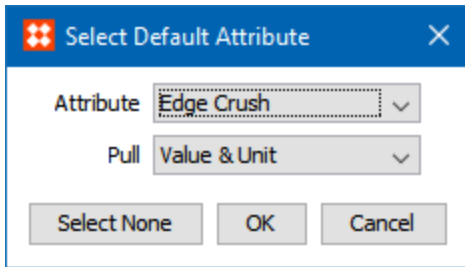 Select Default Attribute
Attribute Edge Crush
Pull Value & Unit
Select None OK Cancel